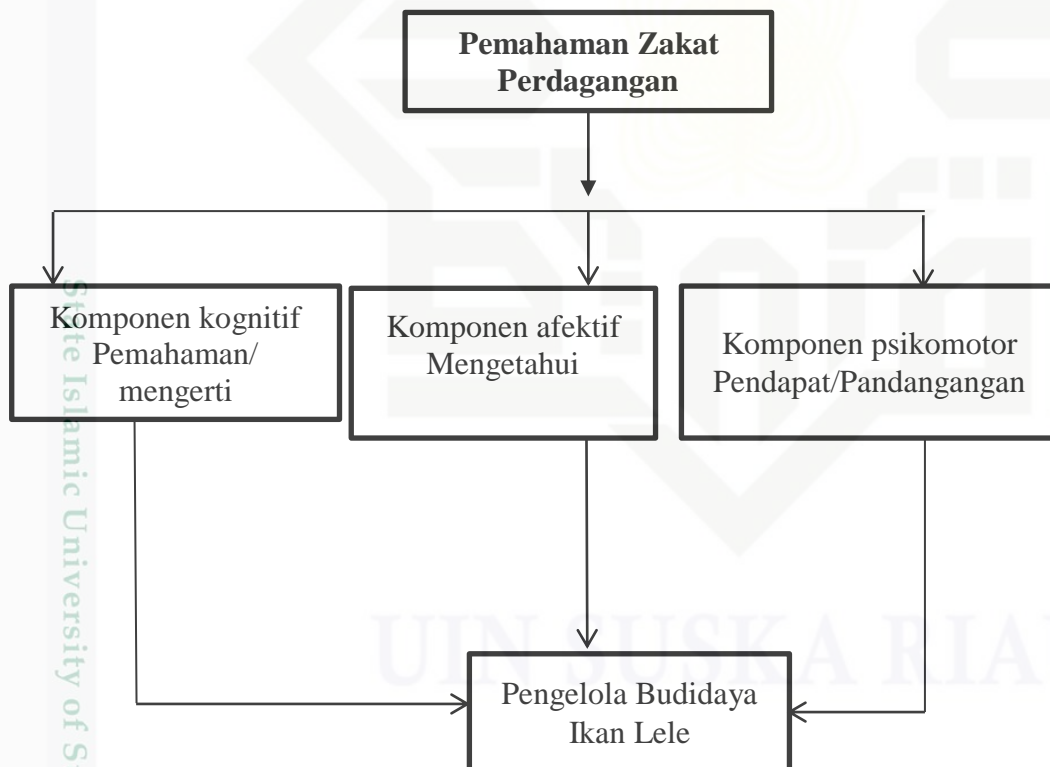 Pemahaman Zakat
Perdagangan
Komponen kognitif
Pemahaman/
mengerti
Komponen afektif
Mengetahui
Komponen psikomotor
Pendapat/Pandangangan
Pengelola Budidaya
Ikan Lele
State Islamic University of S
UIN SUSKA RIA